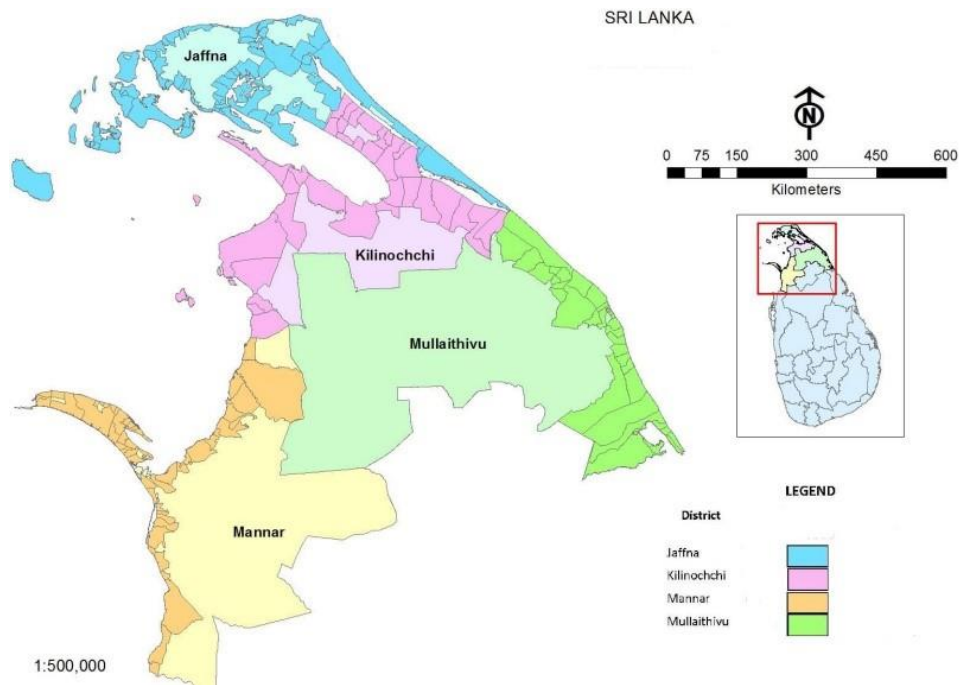 SRI LANKA
Jaffna
N
0 75 150 300 450 600
Kilometers
Kilinochchi
Mullaithivu
Mannar
LEGEND
District
Jaffna
Kilinochchi
Mannar
Mullaithivu
1:500,000